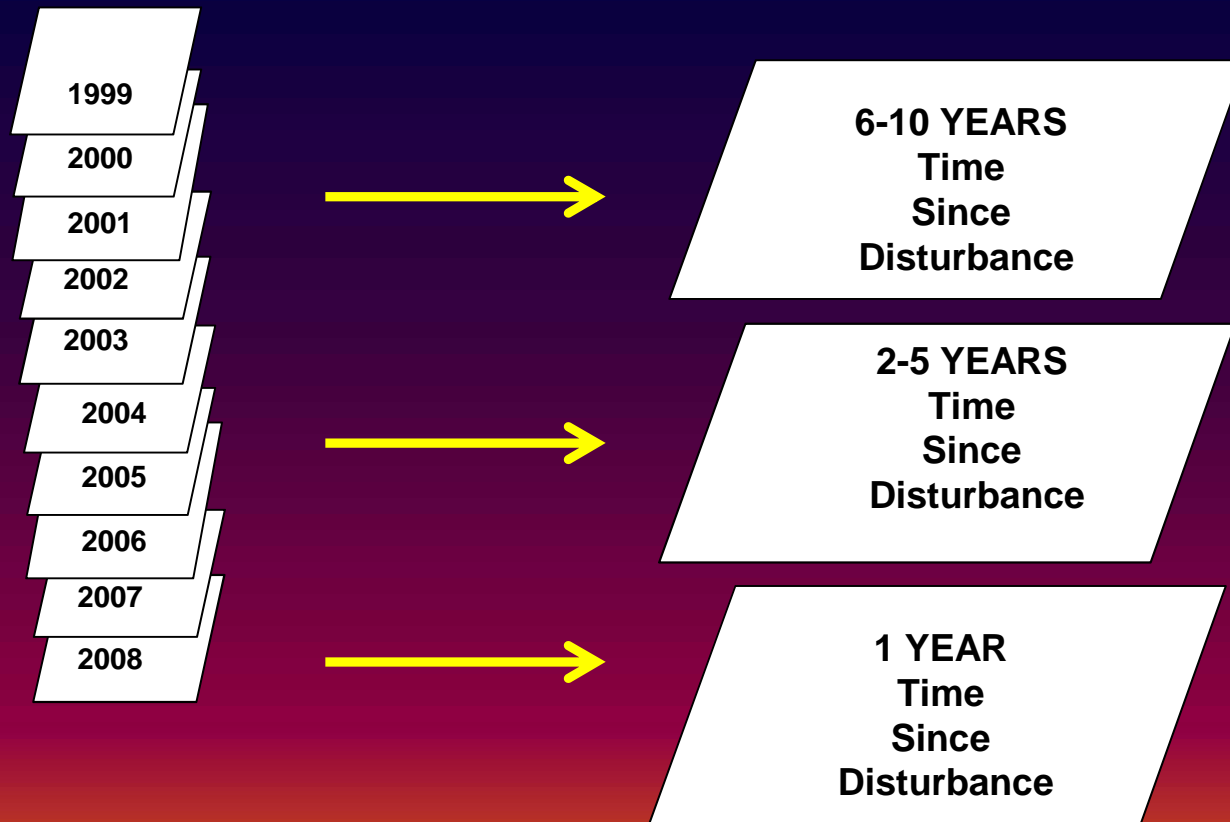 1999
2000
2001
2002
2003
2004
2005
2006
2007
2008
6-10 YEARS
Time
Since
Disturbance
2-5 YEARS
Time
Since
Disturbance
1 YEAR
Time
Since
Disturbance